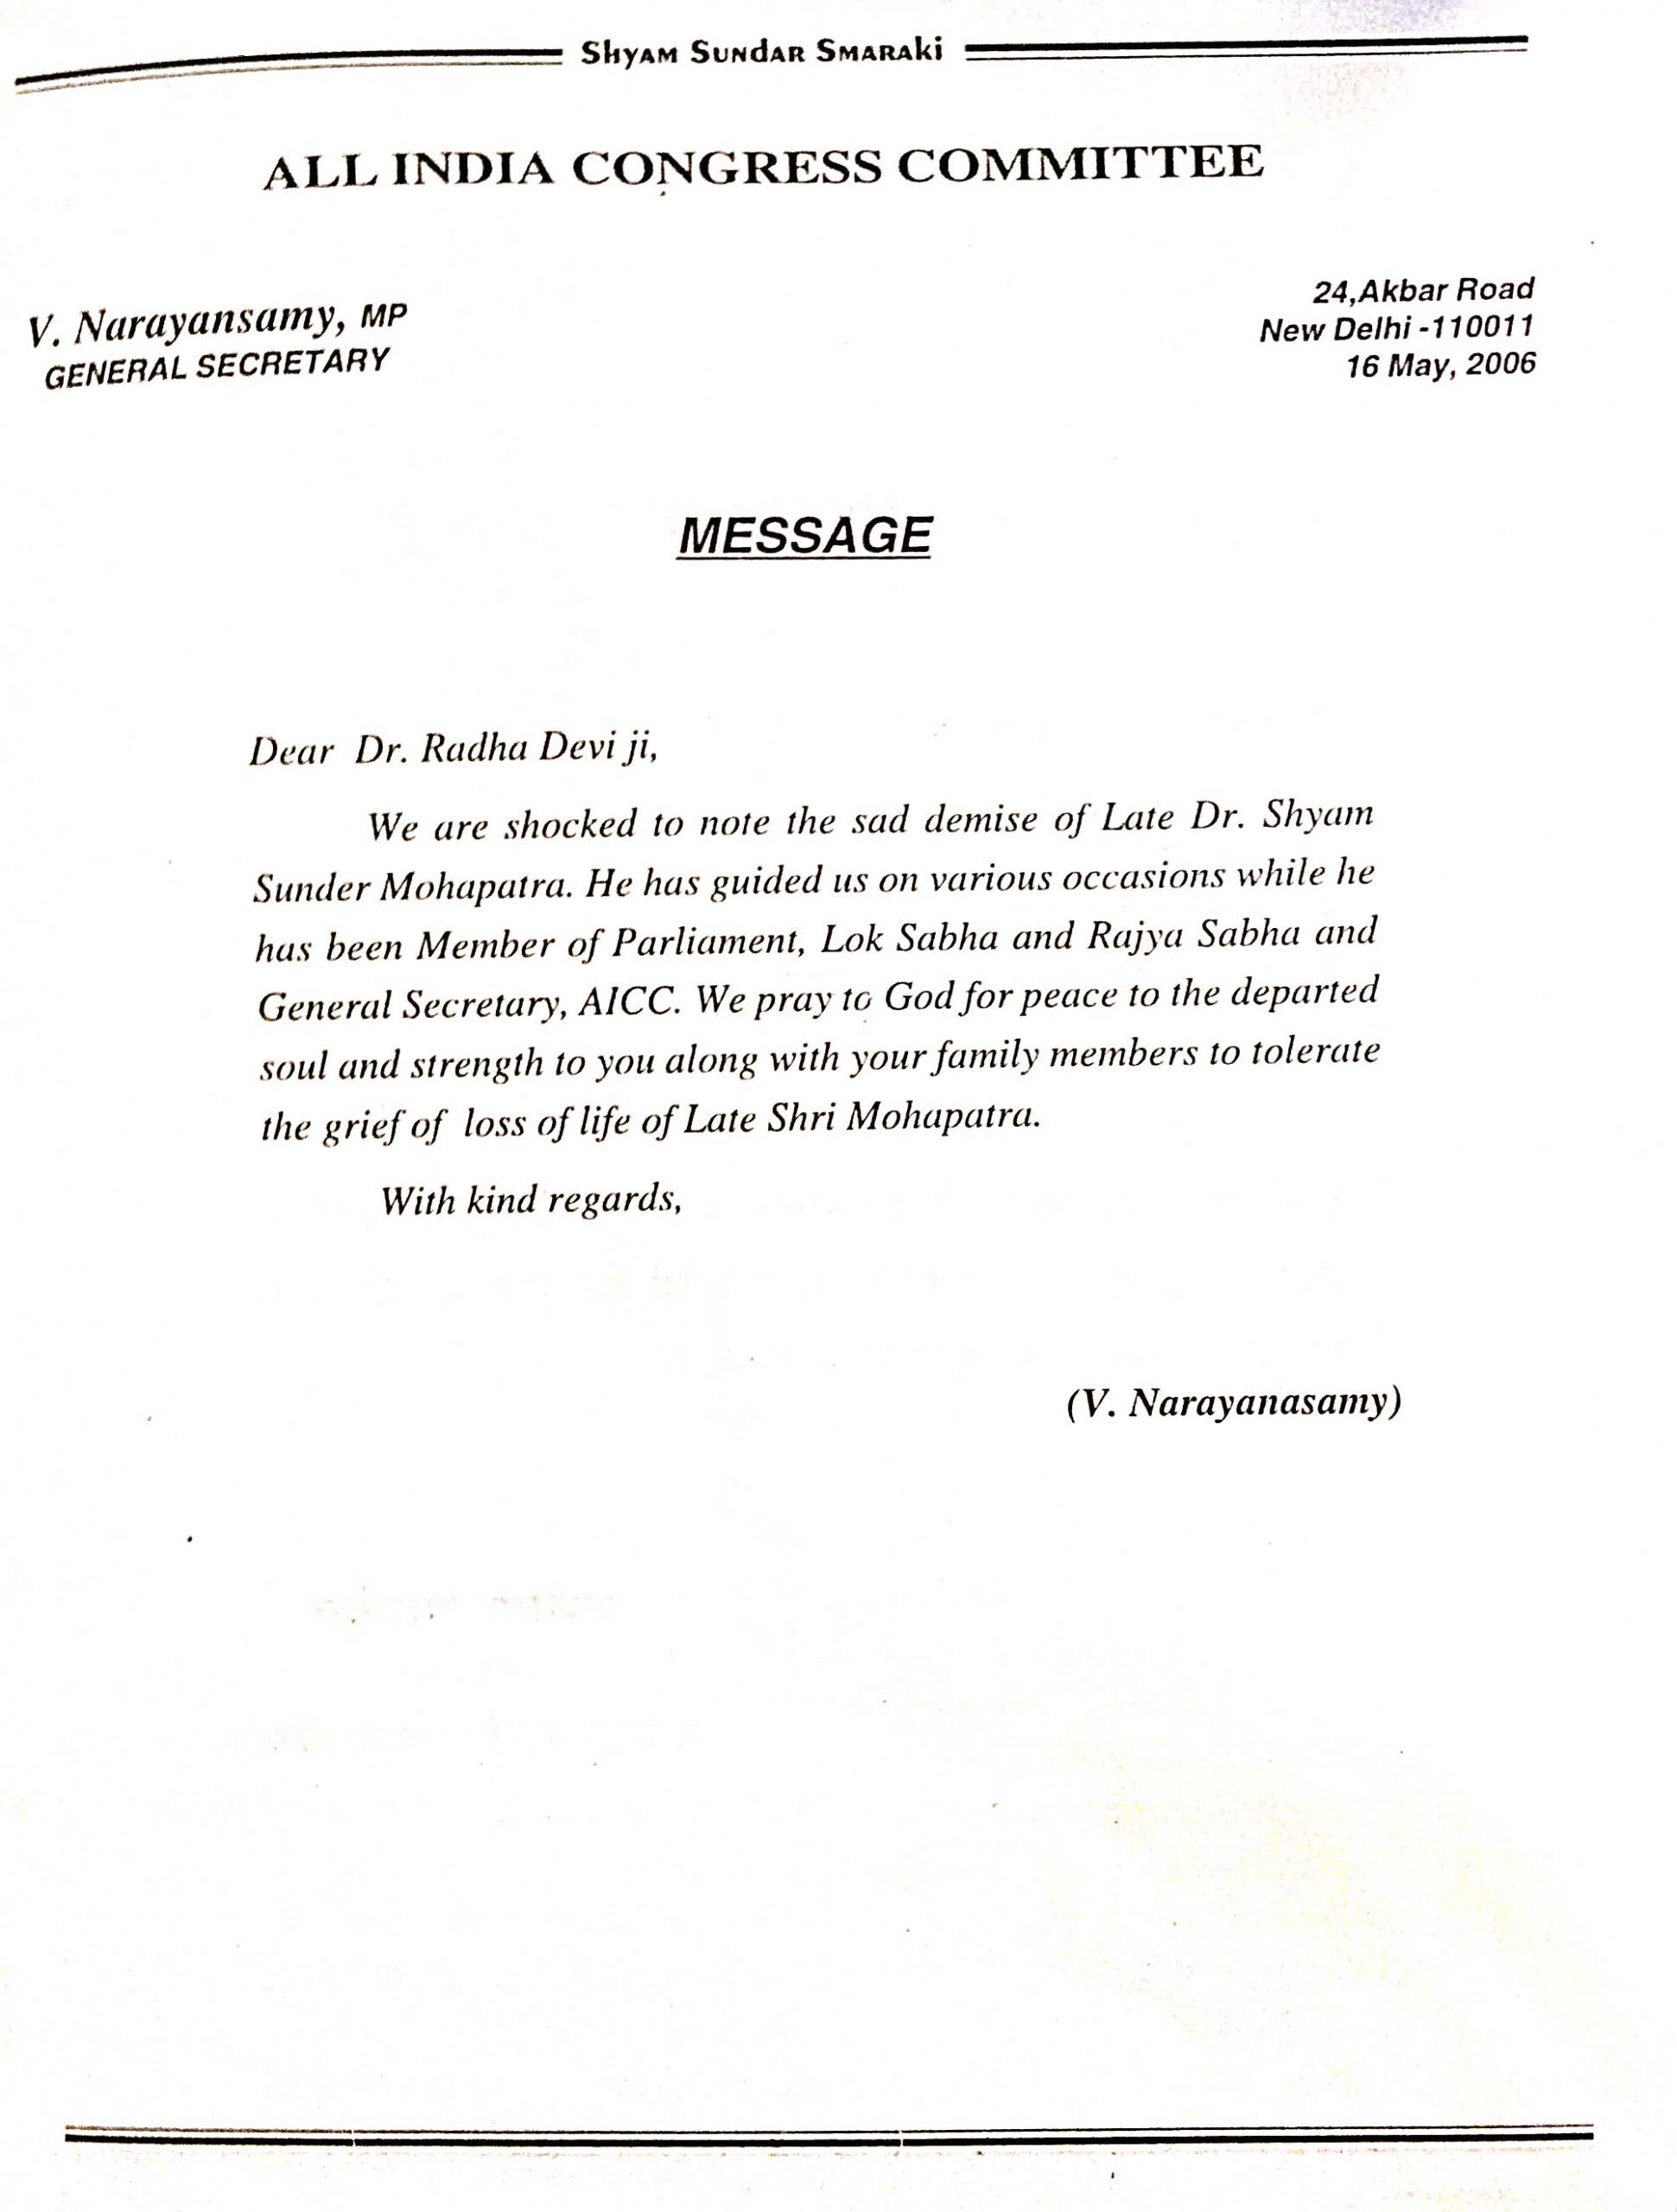 Shyam Sundar Smaraki
ALL INDIA CONGRESS COMMITTEE
V. Narayansamy, MP
GENERAL SECRETARY
24,Akbar Road
New Delhi -110011
16 May, 2006
MESSAGE
Dear Dr. Radha Devi ji,
We are shocked to note the sad demise of Late Dr. Shyam
Sunder Mohapatra. He has guided us on various occasions while he
has been Member of Parliament, Lok Sabha and Rajya Sabha and
General Secretary, AICC. We pray to God for peace to the departed
soul and strength to you along with your family members to tolerate
the grief of loss of life of Late Shri Mohapatra.
With kind regards,
(V. Narayanasamy)